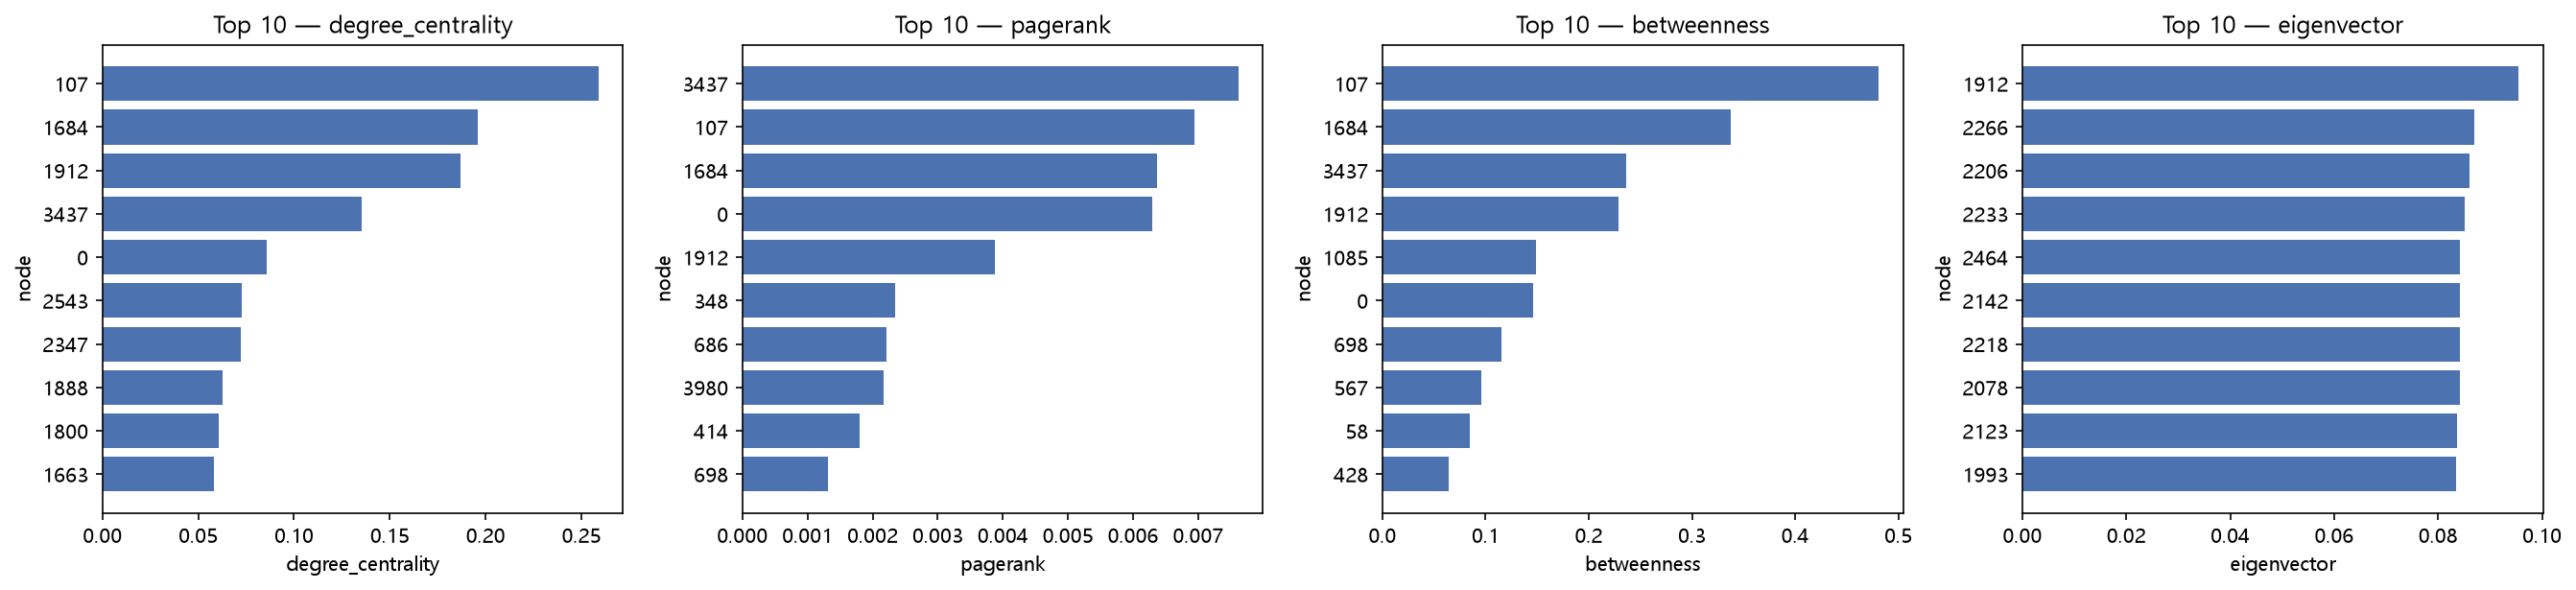 Top 10 — degree_centrality
node
107
1684
1912
3437
0
2543
2347
1888
1800
1663
0.00 0.05 0.10 0.15 0.20 0.25
degree_centrality
Top 10 — pagerank
node
3437
107
1684
0
1912
348
686
3980
414
698
0.000 0.001 0.002 0.003 0.004 0.005 0.006 0.007
pagerank
Top 10 — betweenness
node
107
1684
3437
1912
1085
0
698
567
58
428
0.0 0.1 0.2 0.3 0.4 0.5
betweenness
Top 10 — eigenvector
node
1912
2266
2206
2233
2464
2142
2218
2078
2123
1993
0.00 0.02 0.04 0.06 0.08 0.10
eigenvector